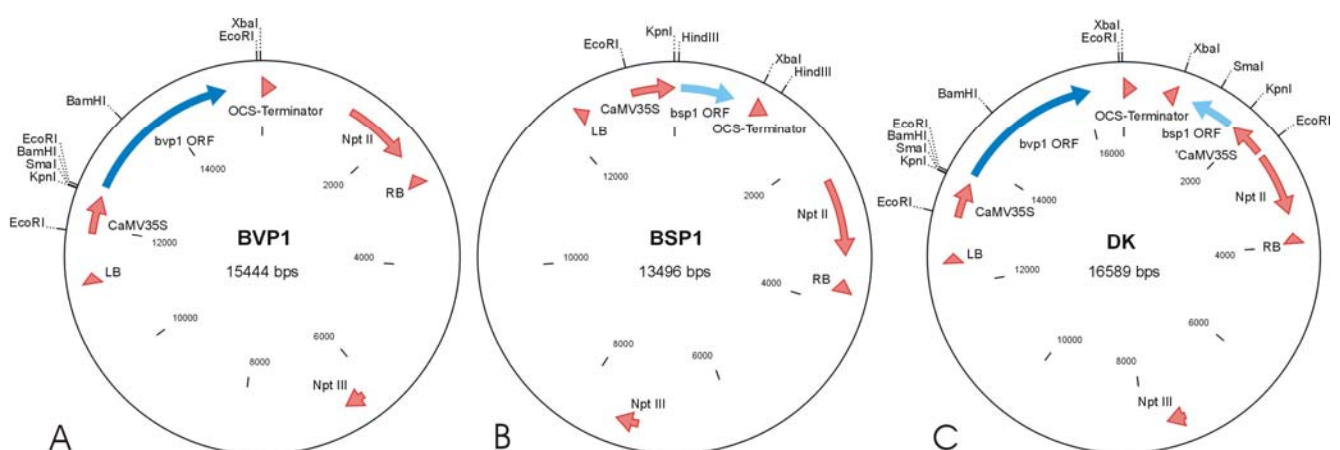 XbaI
EcoRI
BamHI
EcoRI
BamHI
SmaI
KpnI
EcoRI
bvp1 ORF
OCS-Terminator
Npt II
RB
CaMV35S
LB
14000
2000
12000
4000
10000
6000
8000
Npt III
BVP1
15444 bps
A
KpnI
HindIII
EcoRI
XbaI
HindIII
CaMV35S
bsp1 ORF
OCS-Terminator
LB
12000
2000
Npt II
10000
RB
4000
8000
6000
Npt III
BSP1
13496 bps
B
XbaI
EcoRI
XbaI
SmaI
KpnI
EcoRI
BamHI
EcoRI
BamHI
SmaI
KpnI
EcoRI
bvp1 ORF
OCS-Terminator
bsp1 ORF
'CaMV35S
16000
2000
Npt II
14000
CaMV35S
RB
4000
LB
12000
10000
6000
8000
Npt III
DK
16589 bps
C